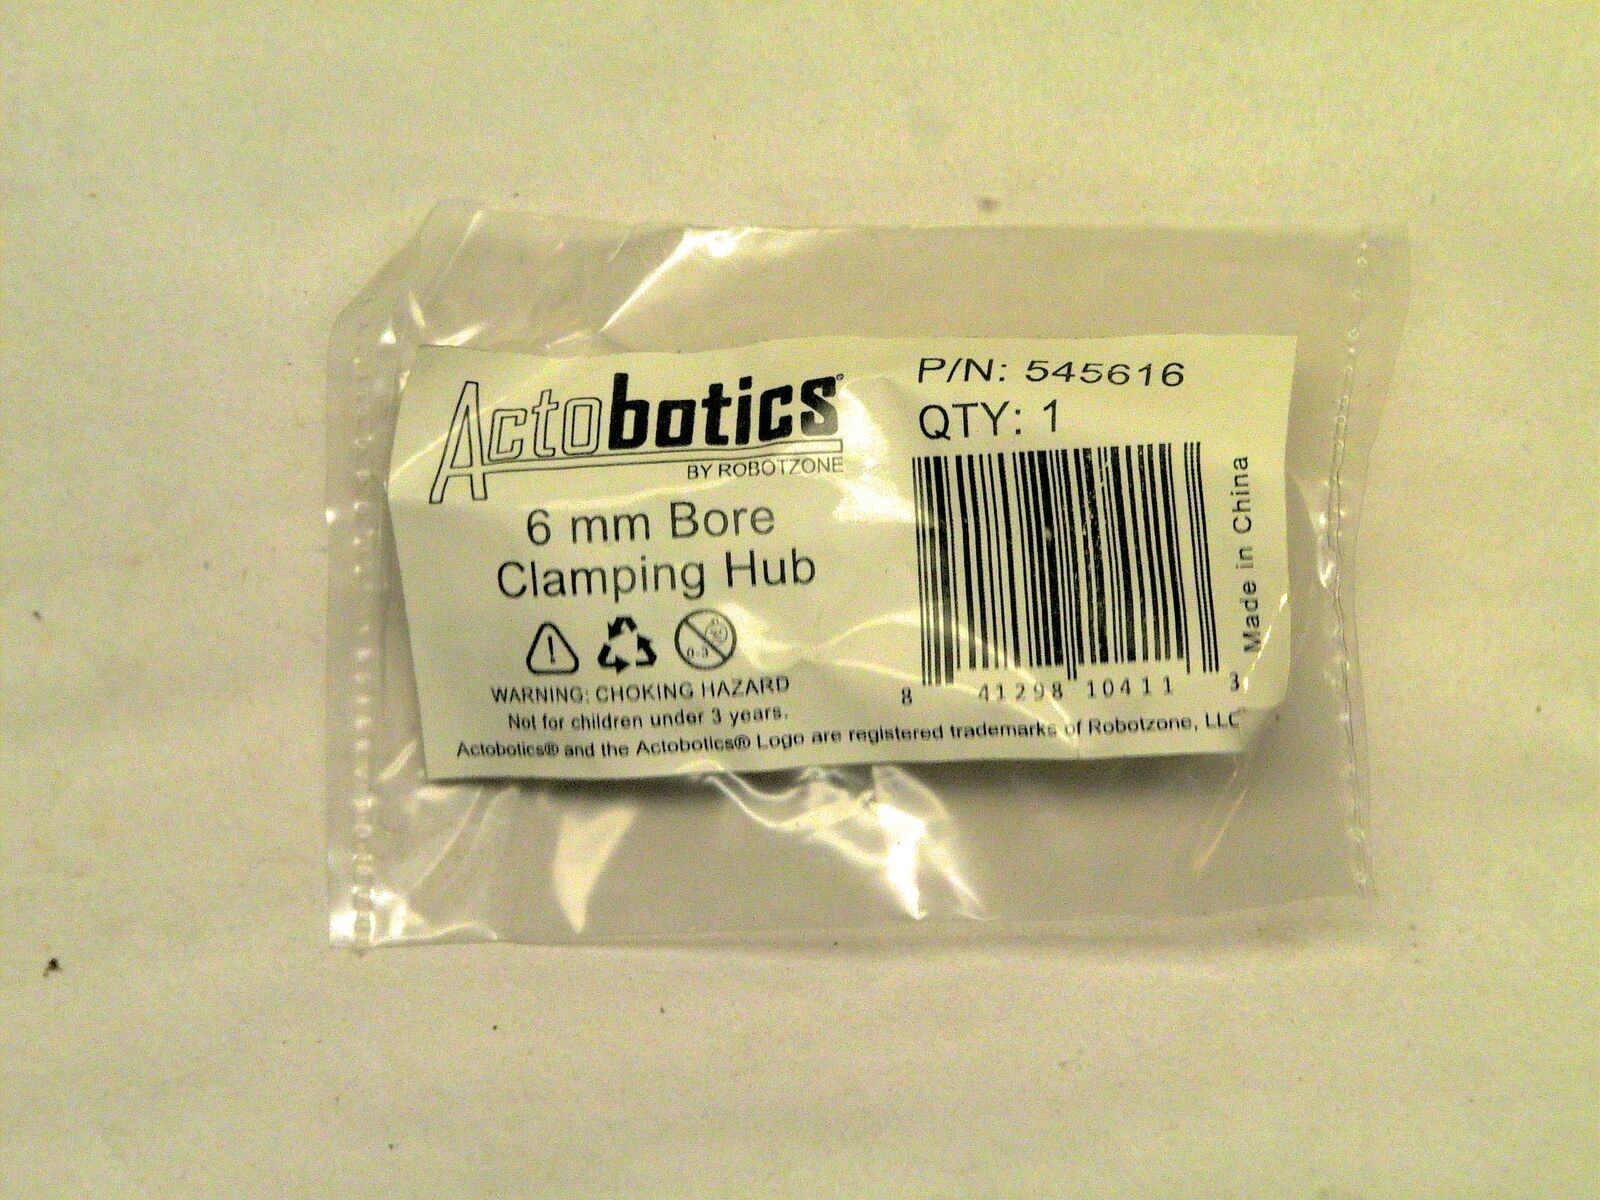 Actobotics®
BY ROBOTZONE
6 mm Bore
Clamping Hub
0-3
WARNING: CHOKING HAZARD
Not for children under 3 years.
Actobotics® and the Actobotics® Logo are registered trademarks of Robotzone, LLC
P/N: 545616
QTY: 1
8 41298 10411 3
Made in China